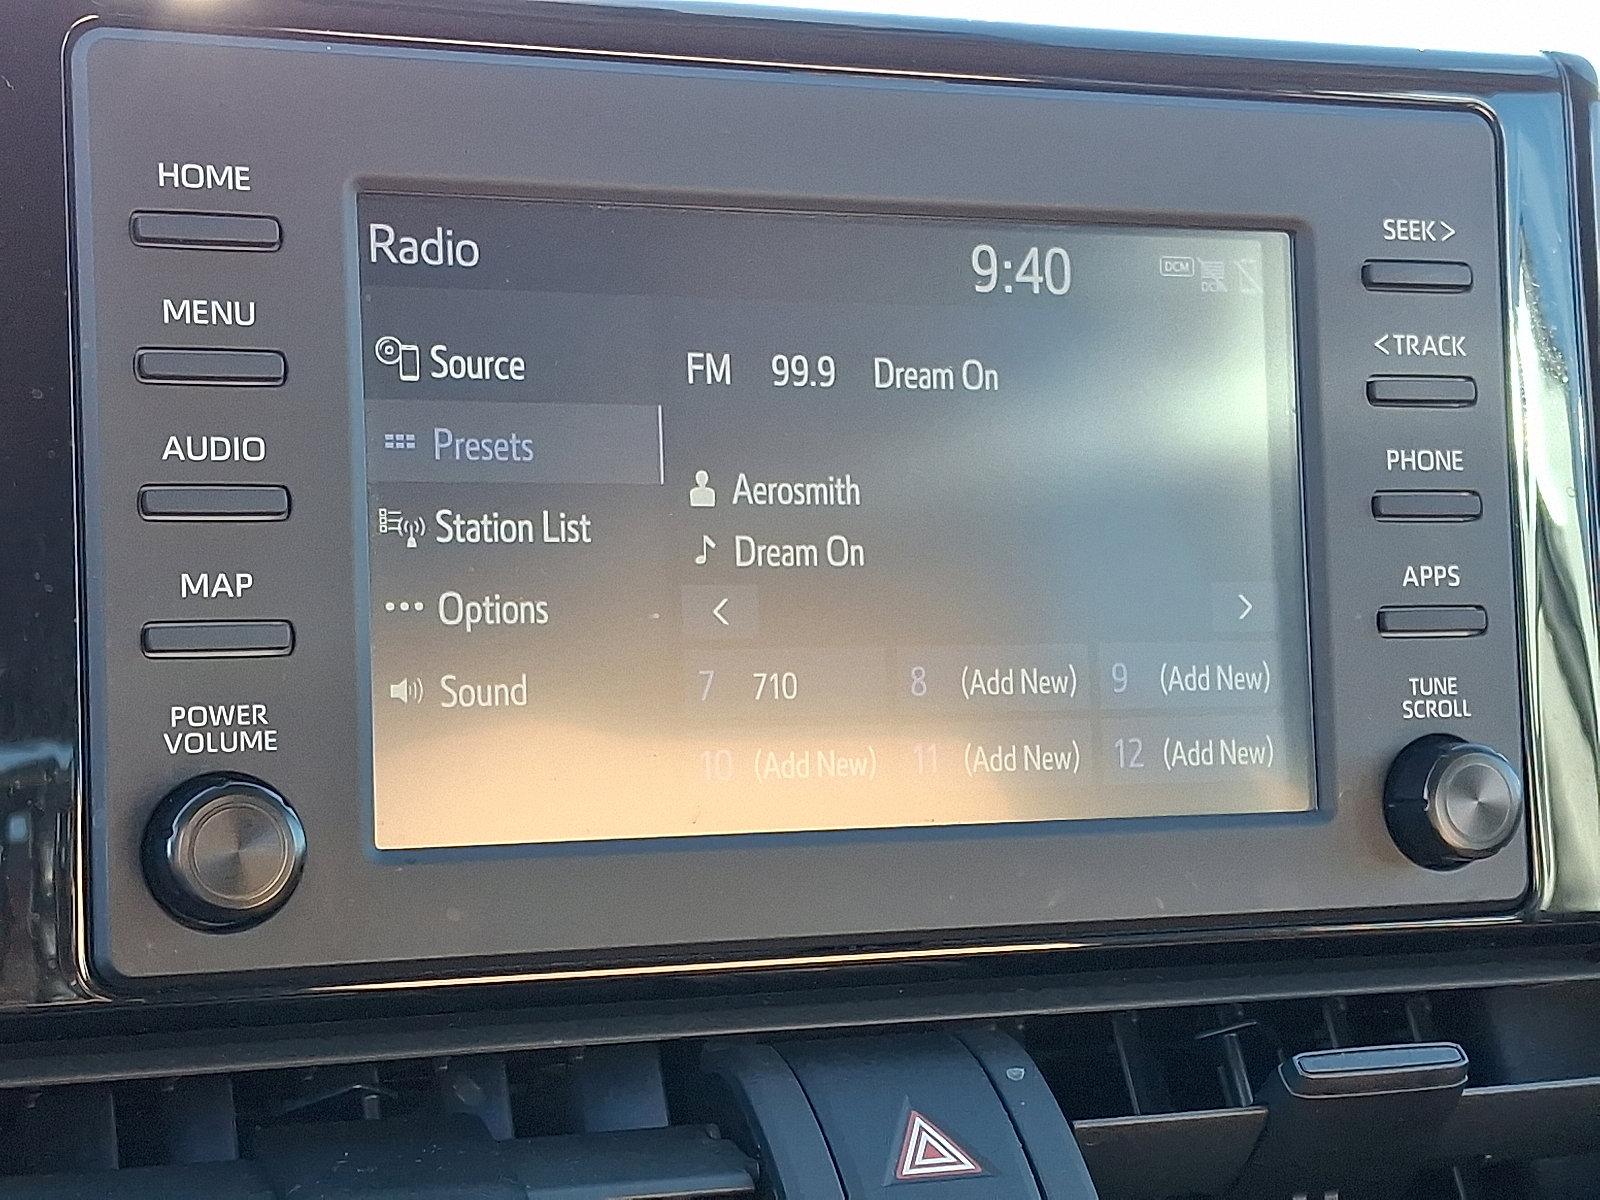 HOME
MENU
AUDIO
MAP
POWER
VOLUME
Radio
9:40
DCM
DCM
Source
Presets
Station List
Options
Sound
FM 99.9 Dream On
Aerosmith
Dream On
< >
7 710 8 (Add New) 9 (Add New)
10 (Add New) 11 (Add New) 12 (Add New)
SEEK >
< TRACK
PHONE
APPS
TUNE
SCROLL